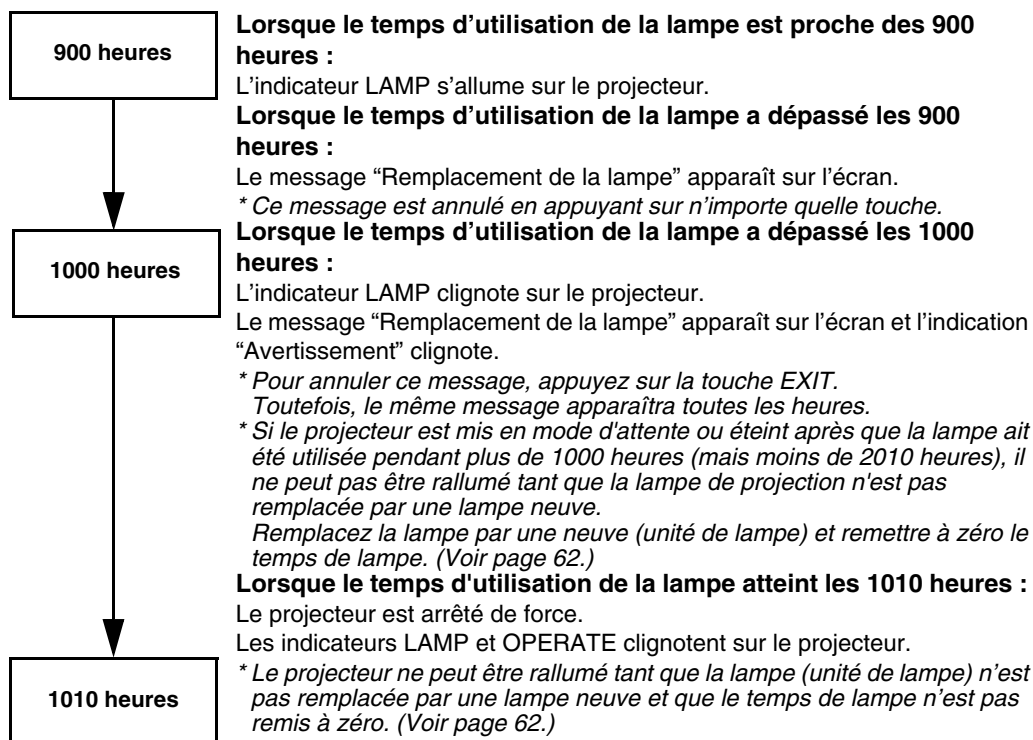 900 heures
Lorsque le temps d’utilisation de la lampe est proche des 900
heures :
L’indicateur LAMP s’allume sur le projecteur.
Lorsque le temps d’utilisation de la lampe a dépassé les 900
heures :
Le message “Remplacement de la lampe” apparaît sur l’écran.
* Ce message est annulé en appuyant sur n’importe quelle touche.
1000 heures
Lorsque le temps d’utilisation de la lampe a dépassé les 1000
heures :
L’indicateur LAMP clignote sur le projecteur.
Le message “Remplacement de la lampe” apparaît sur l’écran et l’indication
“Avertissement” clignote.
* Pour annuler ce message, appuyez sur la touche EXIT.
Toutefois, le même message apparaîtra toutes les heures.
* Si le projecteur est mis en mode d'attente ou éteint après que la lampe ait
été utilisée pendant plus de 1000 heures (mais moins de 2010 heures), il
ne peut pas être rallumé tant que la lampe de projection n'est pas
remplacée par une lampe neuve.
Remplacez la lampe par une neuve (unité de lampe) et remettre à zéro le
temps de lampe. (Voir page 62.)
Lorsque le temps d'utilisation de la lampe atteint les 1010 heures :
Le projecteur est arrêté de force.
Les indicateurs LAMP et OPERATE clignotent sur le projecteur.
1010 heures
* Le projecteur ne peut être rallumé tant que la lampe (unité de lampe) n’est
pas remplacée par une lampe neuve et que le temps de lampe n’est pas
remis à zéro. (Voir page 62.)